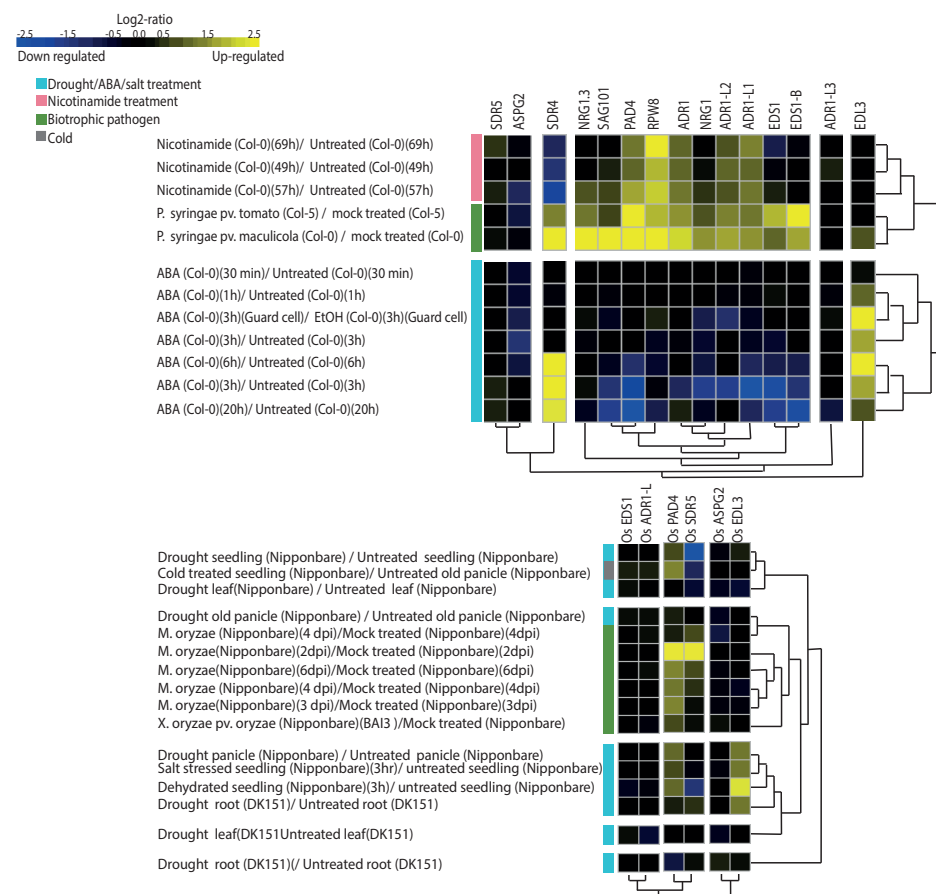 Log2-ratio
-2.5 -1.5 -0.5 0.0 0.5 1.5 2.5
Down regulated Up-regulated
Drought/ABA/salt treatment
Nicotinamide treatment
Biotrophic pathogen
Cold
SDR5 ASPG2 SDR4 NRG1.3 SAG101 PAD4 RPW8 ADR1 NRG1 ADR1-L2 ADR1-L1 EDS1 EDS1-B ADR1-L3 EDL3
Nicotinamide (Col-0)(69h)/ Untreated (Col-0)(69h)
Nicotinamide (Col-0)(49h)/ Untreated (Col-0)(49h)
Nicotinamide (Col-0)(57h)/ Untreated (Col-0)(57h)
P. syringae pv. tomato (Col-5) / mock treated (Col-5)
P. syringae pv. maculicola (Col-0) / mock treated (Col-0)
ABA (Col-0)(30 min)/ Untreated (Col-0)(30 min)
ABA (Col-0)(1h)/ Untreated (Col-0)(1h)
ABA (Col-0)(3h)(Guard cell)/ EtOH (Col-0)(3h)(Guard cell)
ABA (Col-0)(3h)/ Untreated (Col-0)(3h)
ABA (Col-0)(6h)/ Untreated (Col-0)(6h)
ABA (Col-0)(3h)/ Untreated (Col-0)(3h)
ABA (Col-0)(20h)/ Untreated (Col-0)(20h)
Os EDS1 Os ADR1-L Os PAD4 Os SDR5 Os ASPG2 Os EDL3
Drought seedling (Nipponbare) / Untreated seedling (Nipponbare)
Cold treated seedling (Nipponbare)/ Untreated old panicle (Nipponbare)
Drought leaf(Nipponbare) / Untreated leaf (Nipponbare)
Drought old panicle (Nipponbare) / Untreated old panicle (Nipponbare)
M. oryzae (Nipponbare)(4 dpi)/Mock treated (Nipponbare)(4dpi)
M. oryzae(Nipponbare)(2dpi)/Mock treated (Nipponbare)(2dpi)
M. oryzae(Nipponbare)(6dpi)/Mock treated (Nipponbare)(6dpi)
M. oryzae(Nipponbare)(4 dpi)/Mock treated (Nipponbare)(4dpi)
M. oryzae(Nipponbare)(3 dpi)/Mock treated (Nipponbare)(3dpi)
X. oryzae pv. oryzae (Nipponbare)(BAI3 )/Mock treated (Nipponbare)
Drought panicle (Nipponbare) / Untreated panicle (Nipponbare)
Salt stressed seedling (Nipponbare)(3hr)/ untreated seedling (Nipponbare)
Dehydrated seedling (Nipponbare)(3h)/ untreated seedling (Nipponbare)
Drought root (DK151)/ Untreated root (DK151)
Drought leaf(DK151Untreated leaf(DK151)
Drought root (DK151)(/ Untreated root (DK151)